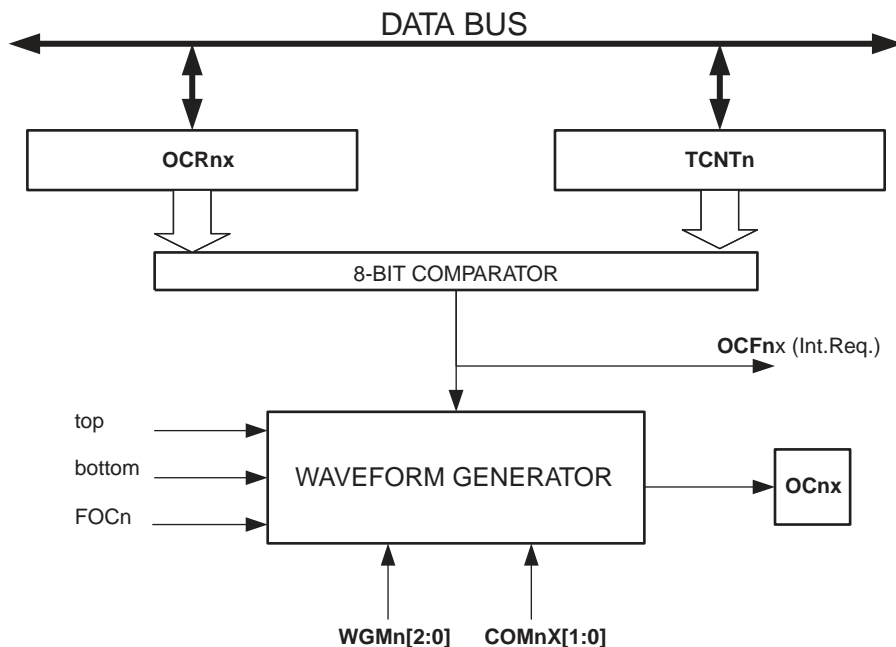 DATA BUS
OCRnx
TCNTn
8-BIT COMPARATOR
OCFnx (Int.Req.)
top
bottom
FOCn
WAVEFORM GENERATOR
OCnx
WGMn[2:0]
COMnX[1:0]